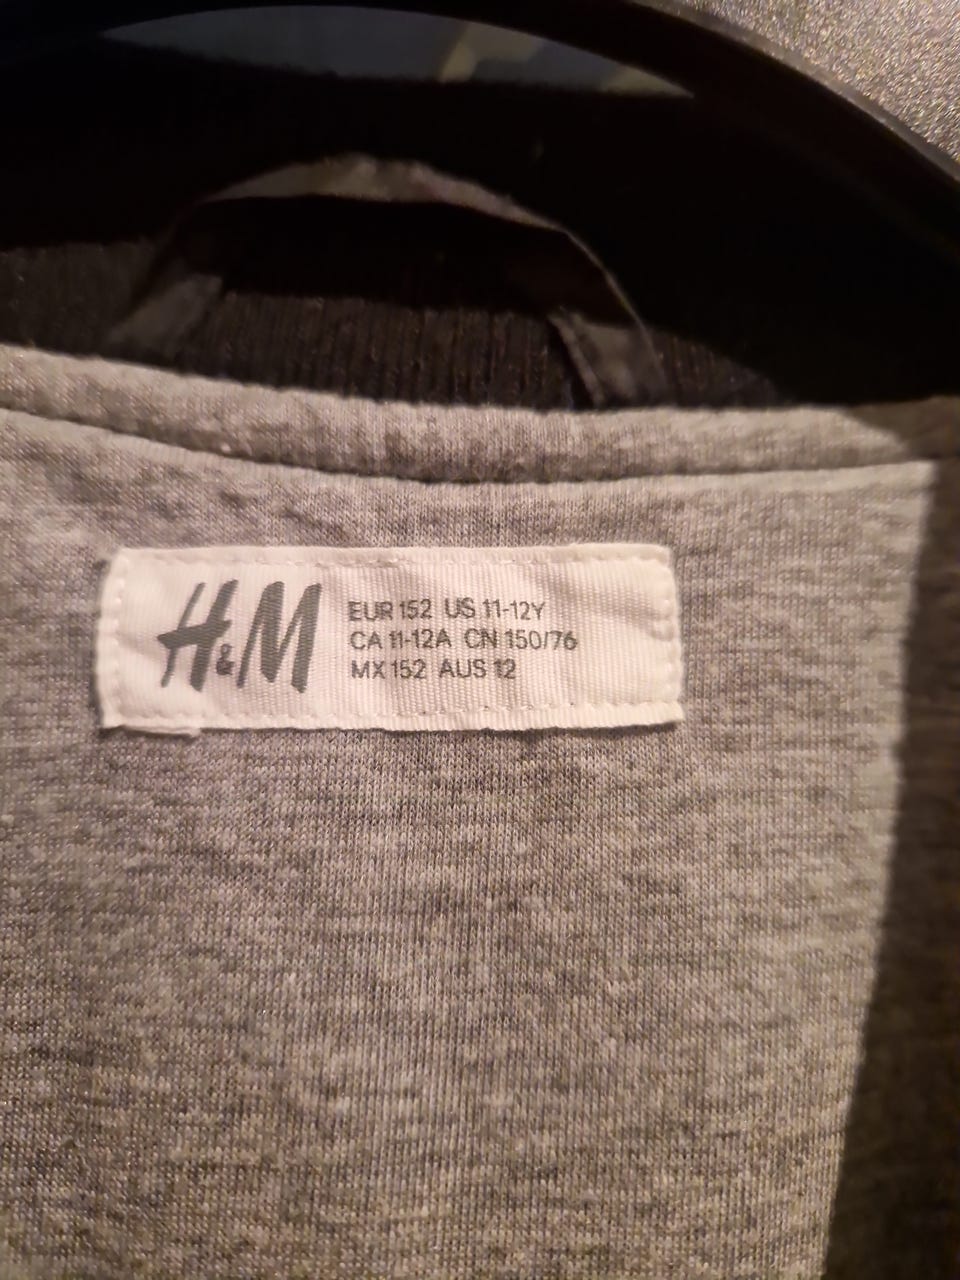 H&M
EUR 152 US 11-12Y
CA 11-12A CN 150/76
MX 152 AUS 12